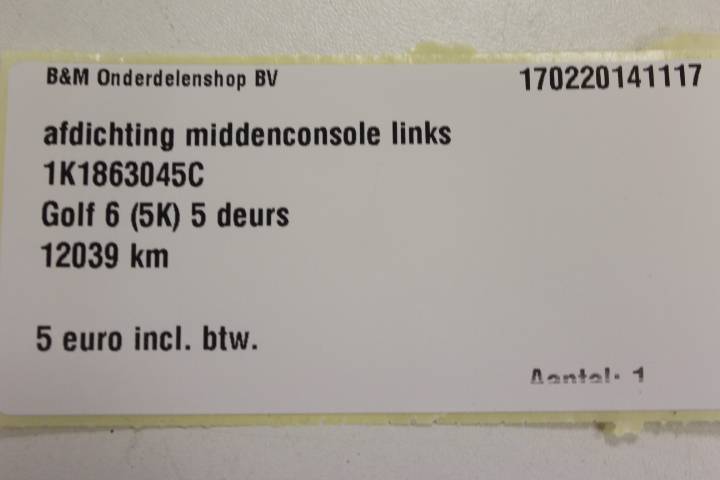 B&M Onderdelenshop BV 170220141117
afdichting middenconsole links
1K1863045C
Golf 6 (5K) 5 deurs
12039 km
5 euro incl. btw.
Aantal: 1